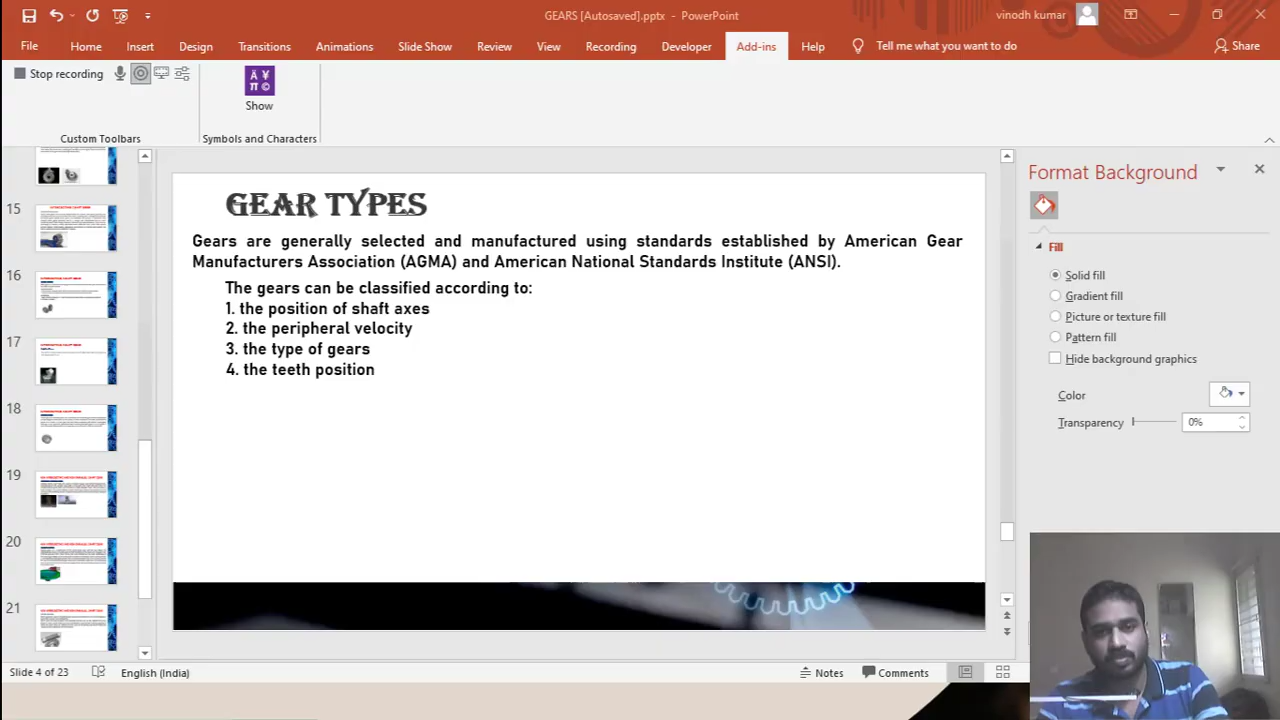 GEARS [Autosaved].pptx - PowerPoint
vinodh kumar
File Home Insert Design Transitions Animations Slide Show Review View Recording Developer Add-ins Help Tell me what you want to do Share
Stop recording
Show
Custom Toolbars
Symbols and Characters
15
16
17
18
19
20
21
GEAR TYPES
Gears are generally selected and manufactured using standards established by American Gear
Manufacturers Association (AGMA) and American National Standards Institute (ANSI).
The gears can be classified according to:
1. the position of shaft axes
2. the peripheral velocity
3. the type of gears
4. the teeth position
Format Background
Fill
Solid fill
Gradient fill
Picture or texture fill
Pattern fill
Hide background graphics
Color
Transparency 0%
Slide 4 of 23 English (India) Notes Comments